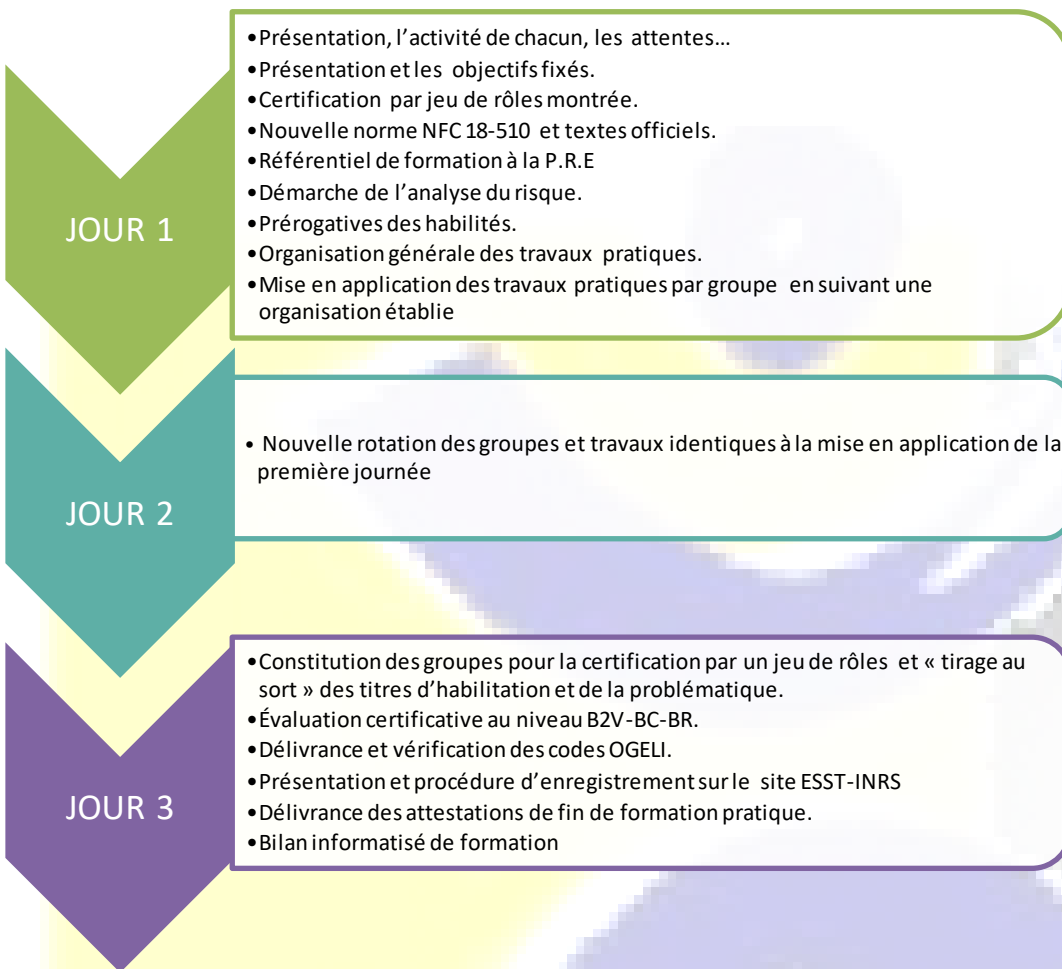 JOUR 1
•Présentation, l'activité de chacun, les attentes…
•Présentation et les objectifs fixés.
•Certification par jeu de rôles montrée.
•Nouvelle norme NFC 18-510 et textes officiels.
•Référentiel de formation à la P.R.E
•Démarche de l'analyse du risque.
•Prérogatives des habilités.
•Organisation générale des travaux pratiques.
•Mise en application des travaux pratiques par groupe en suivant une
organisation établie
JOUR 2
• Nouvelle rotation des groupes et travaux identiques à la mise en application de la
première journée
JOUR 3
•Constitution des groupes pour la certification par un jeu de rôles et « tirage au
sort » des titres d'habilitation et de la problématique.
•Évaluation certificative au niveau B2V-BC-BR.
•Délivrance et vérification des codes OGELI.
•Présentation et procédure d'enregistrement sur le site ESST-INRS
•Délivrance des attestations de fin de formation pratique.
•Bilan informatisé de formation